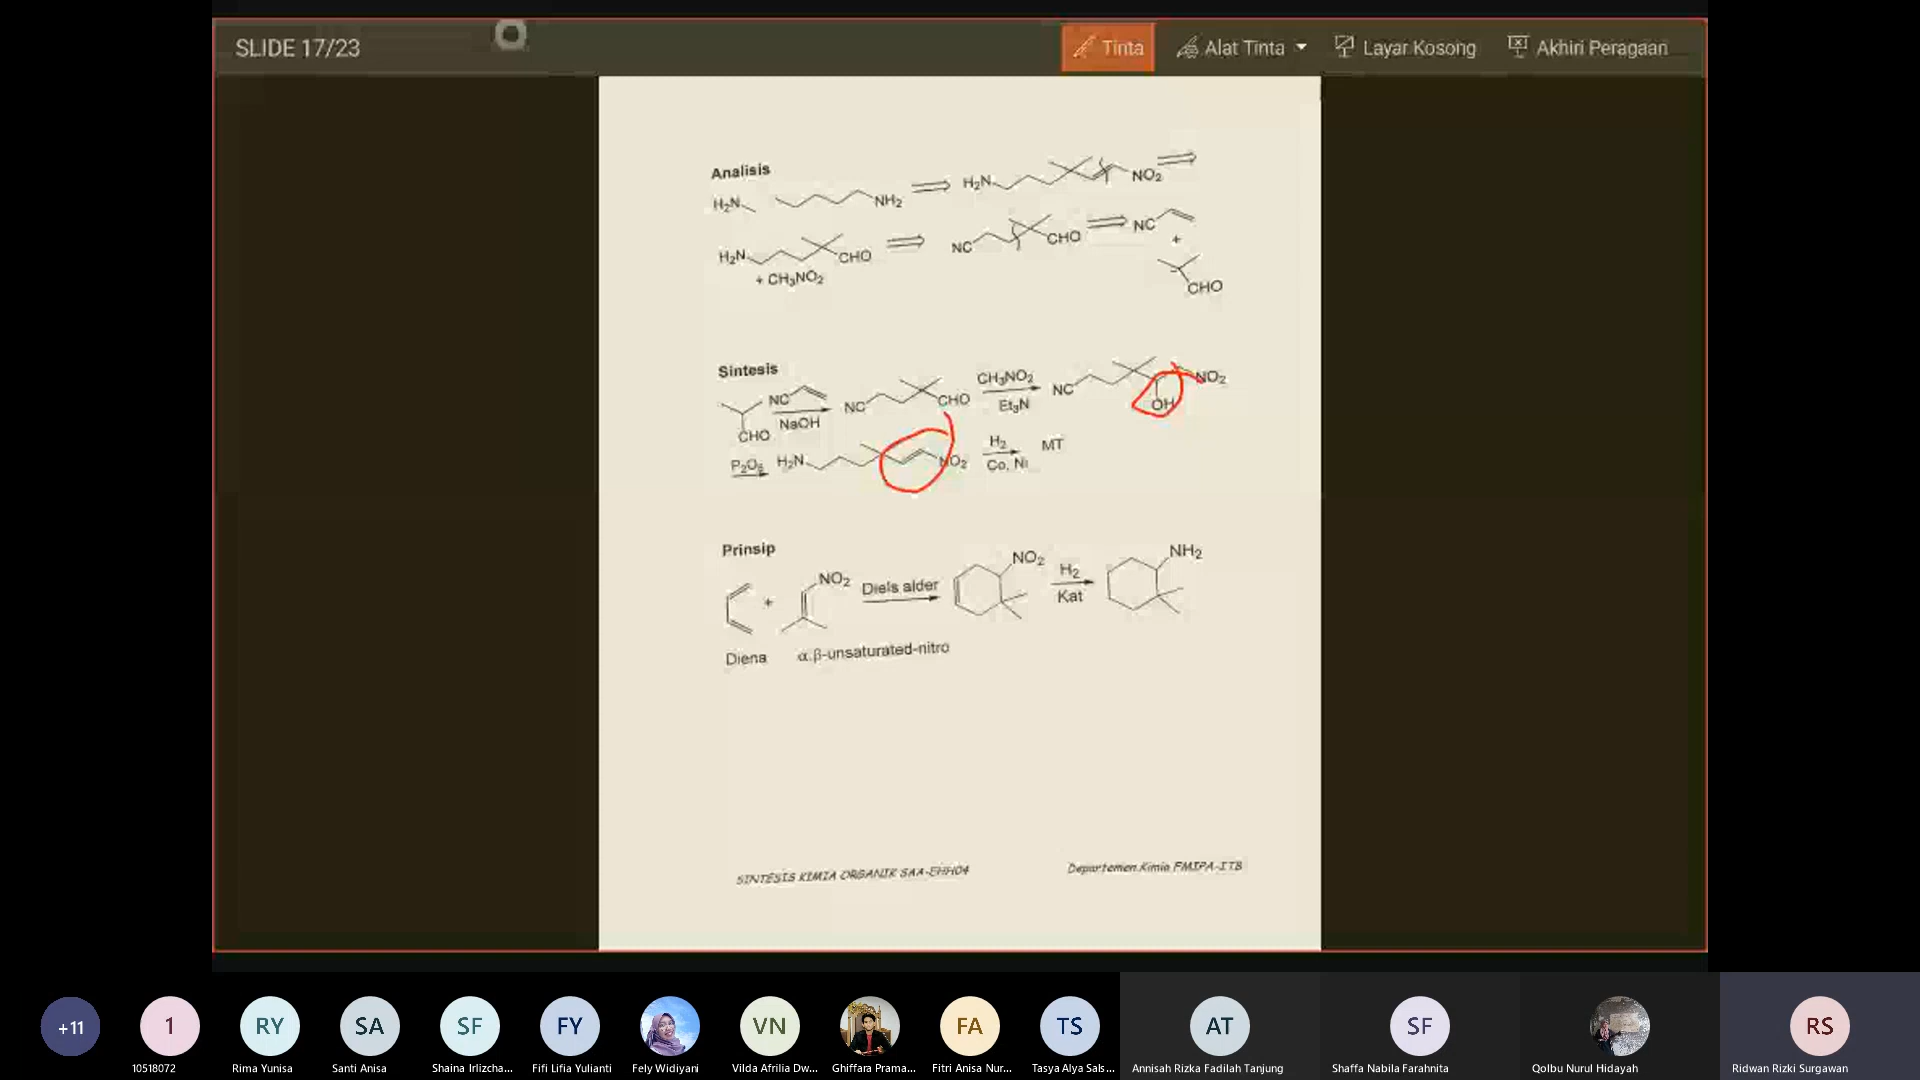 SLIDE 17/23
Tinta
Alat Tinta
Layar Kosong
Akhiri Peragaan
Analisis
H₂N
NH₂
H₂N
NO₂
H₂N
CHO
+ CH₃NO₂
NC
CHO
NC
+
CHO
Sintesis
CHO
NC
NaOH
NC
CHO
CH₃NO₂
Et₃N
NC
OH
NO₂
P₂O₅
H₂N
NO₂
H₂
Co, Ni
MT
Prinsip
+
NO₂
Diels alder
NO₂
H₂
Kat
NH₂
Diena
α.β-unsaturated-nitro
SINTESIS KIMIA ORGANIK SAA-EHH04
Departemen Kimia FMIPA-ITB
+11
1
RY
SA
SF
FY
VN
FA
TS
AT
SF
RS
10518072
Rima Yunisa
Santi Anisa
Shaina Irlizcha...
Fifi Lifia Yulianti
Fely Widiyani
Vilda Afrilia Dw...
Ghiffara Prama...
Fitri Anisa Nur...
Tasya Alya Sals...
Annisah Rizka Fadilah Tanjung
Shaffa Nabila Farahnita
Qolbu Nurul Hidayah
Ridwan Rizki Surgawan